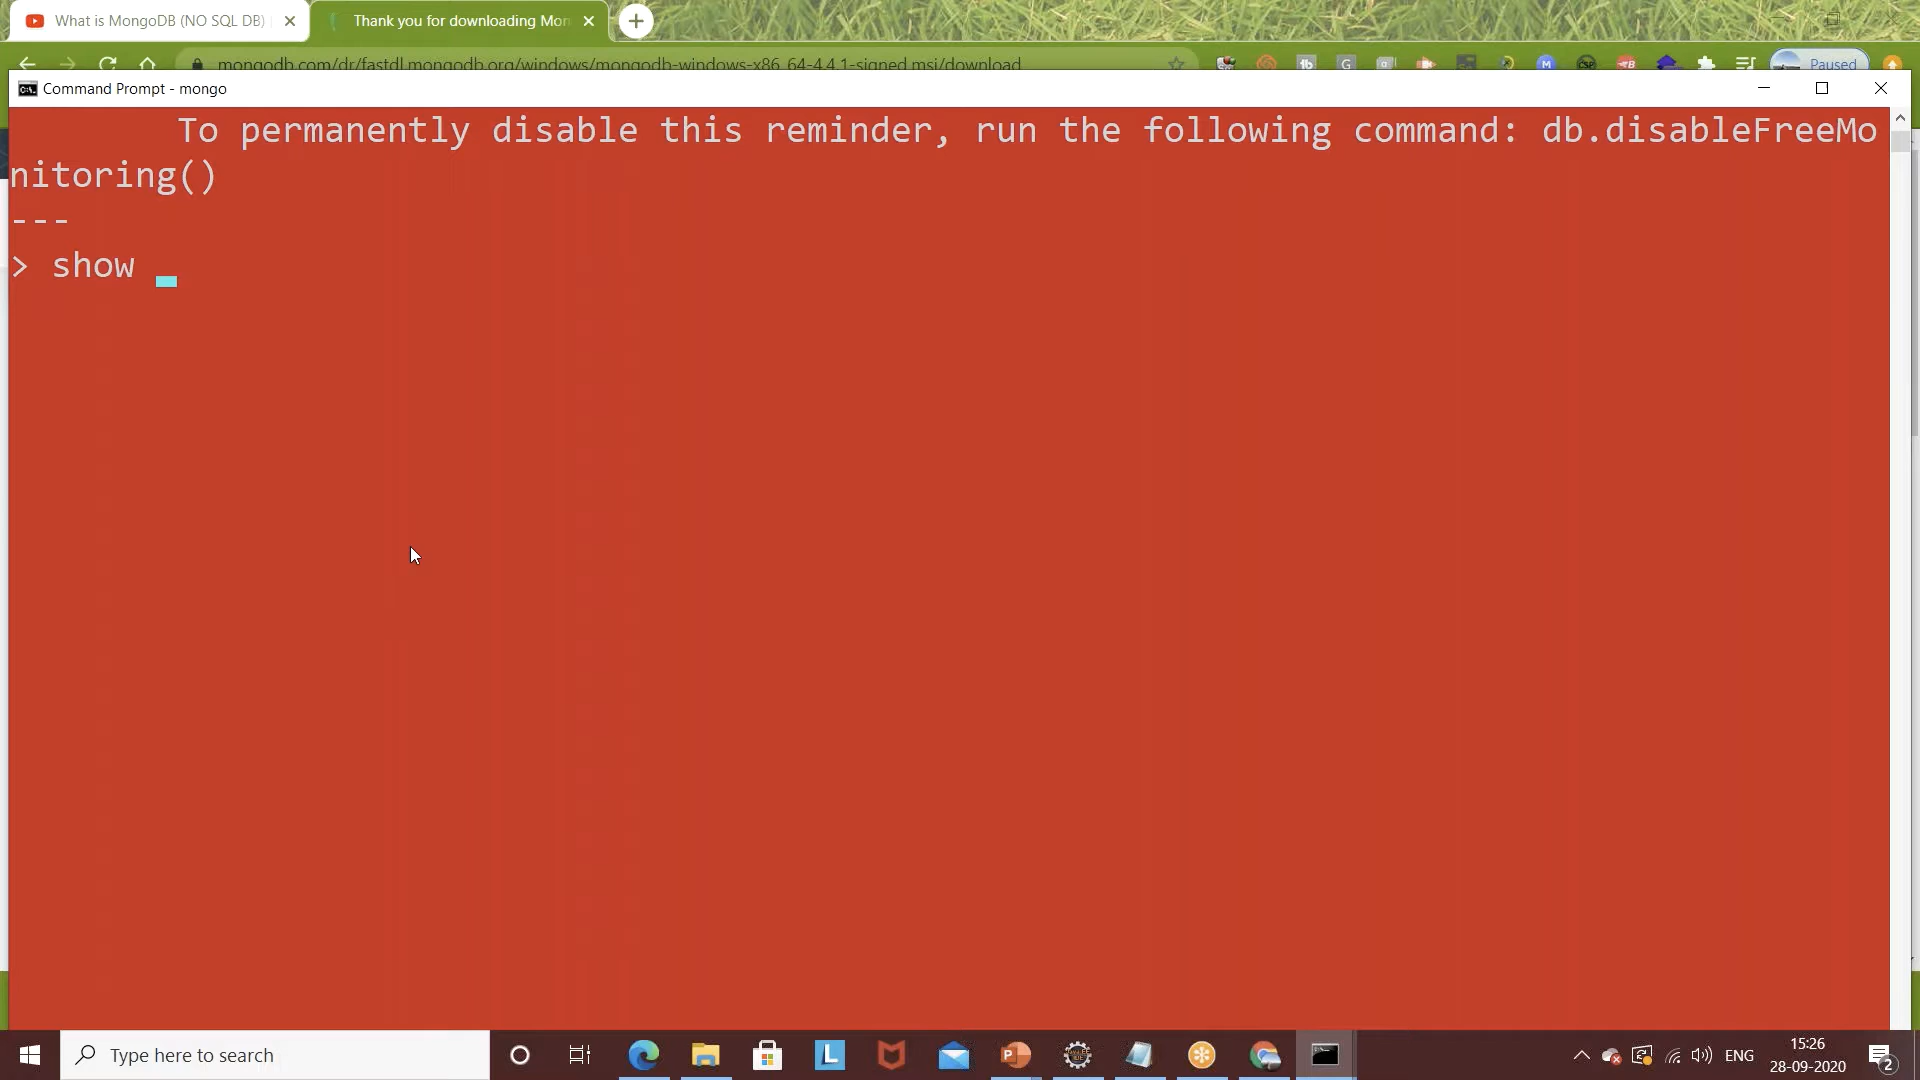 What is MongoDB (NO SQL DB)
Thank you for downloading Mon
mongodb.com/dr/fastdl.mongodb.org/windows/mongodb-windows-x86_64-4.4.1-signed.msi/download
Paused
Command Prompt - mongo
To permanently disable this reminder, run the following command: db.disableFreeMo
nitoring()
---
> show
Type here to search
ENG
15:26
28-09-2020
2